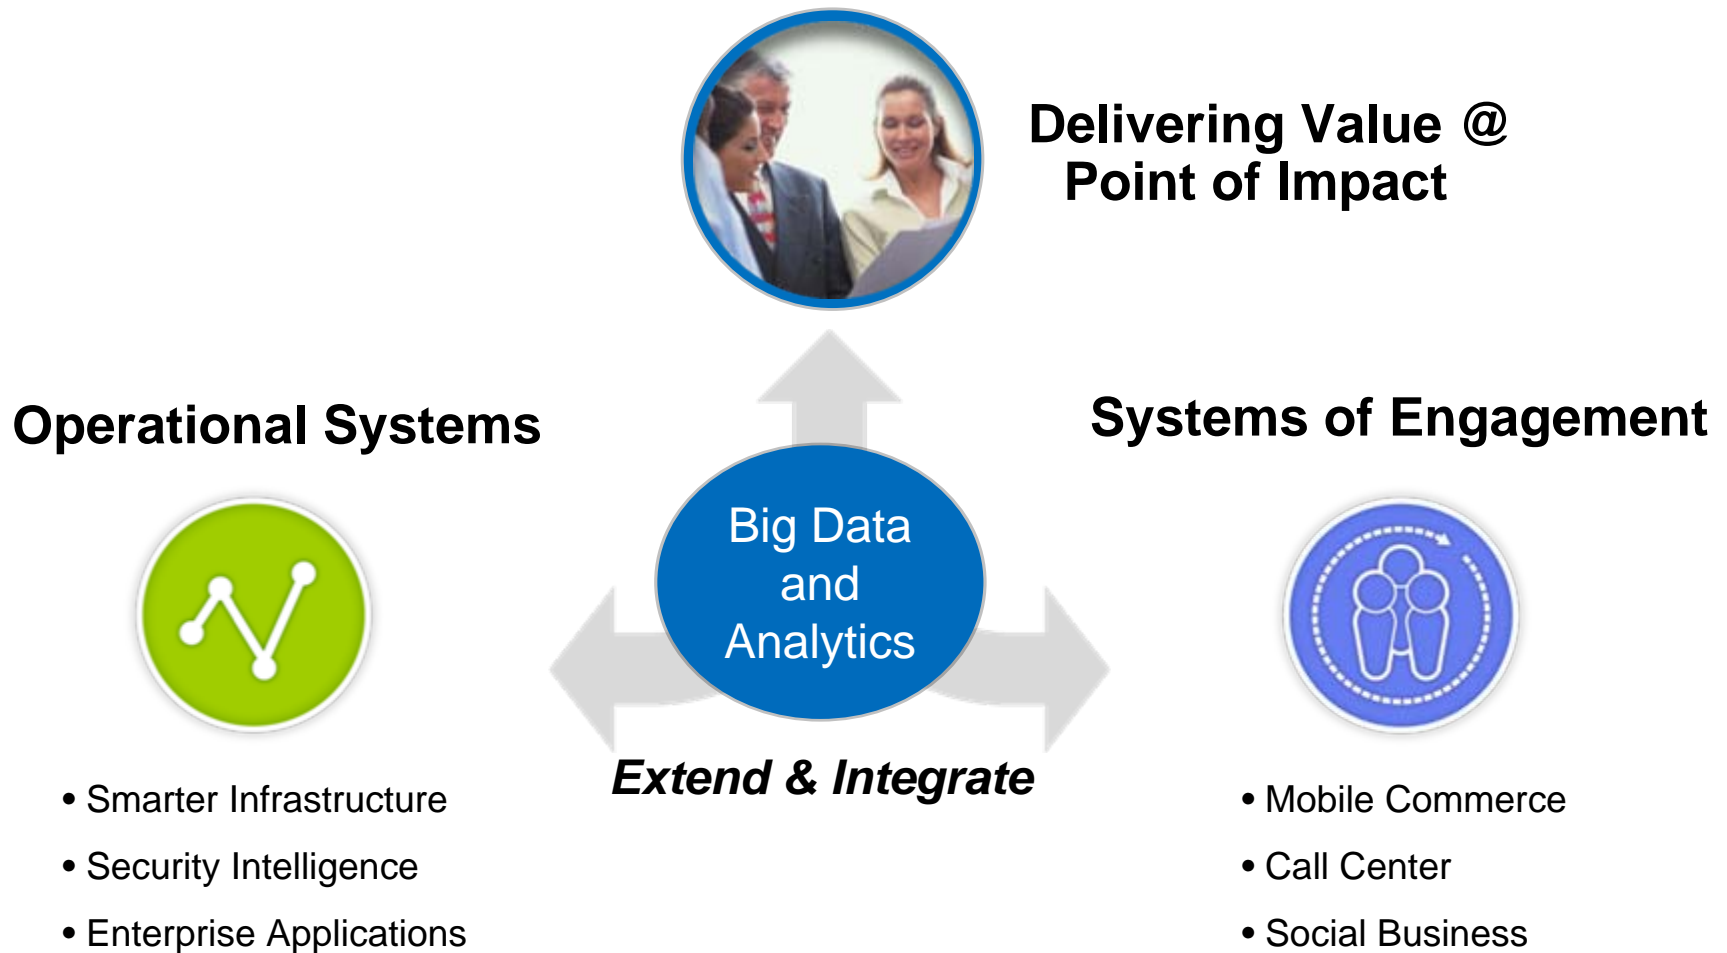 Delivering Value @
Point of Impact
Operational Systems
Systems of Engagement
Big Data
and
Analytics
Extend & Integrate
• Smarter Infrastructure
• Security Intelligence
• Enterprise Applications
• Mobile Commerce
• Call Center
• Social Business